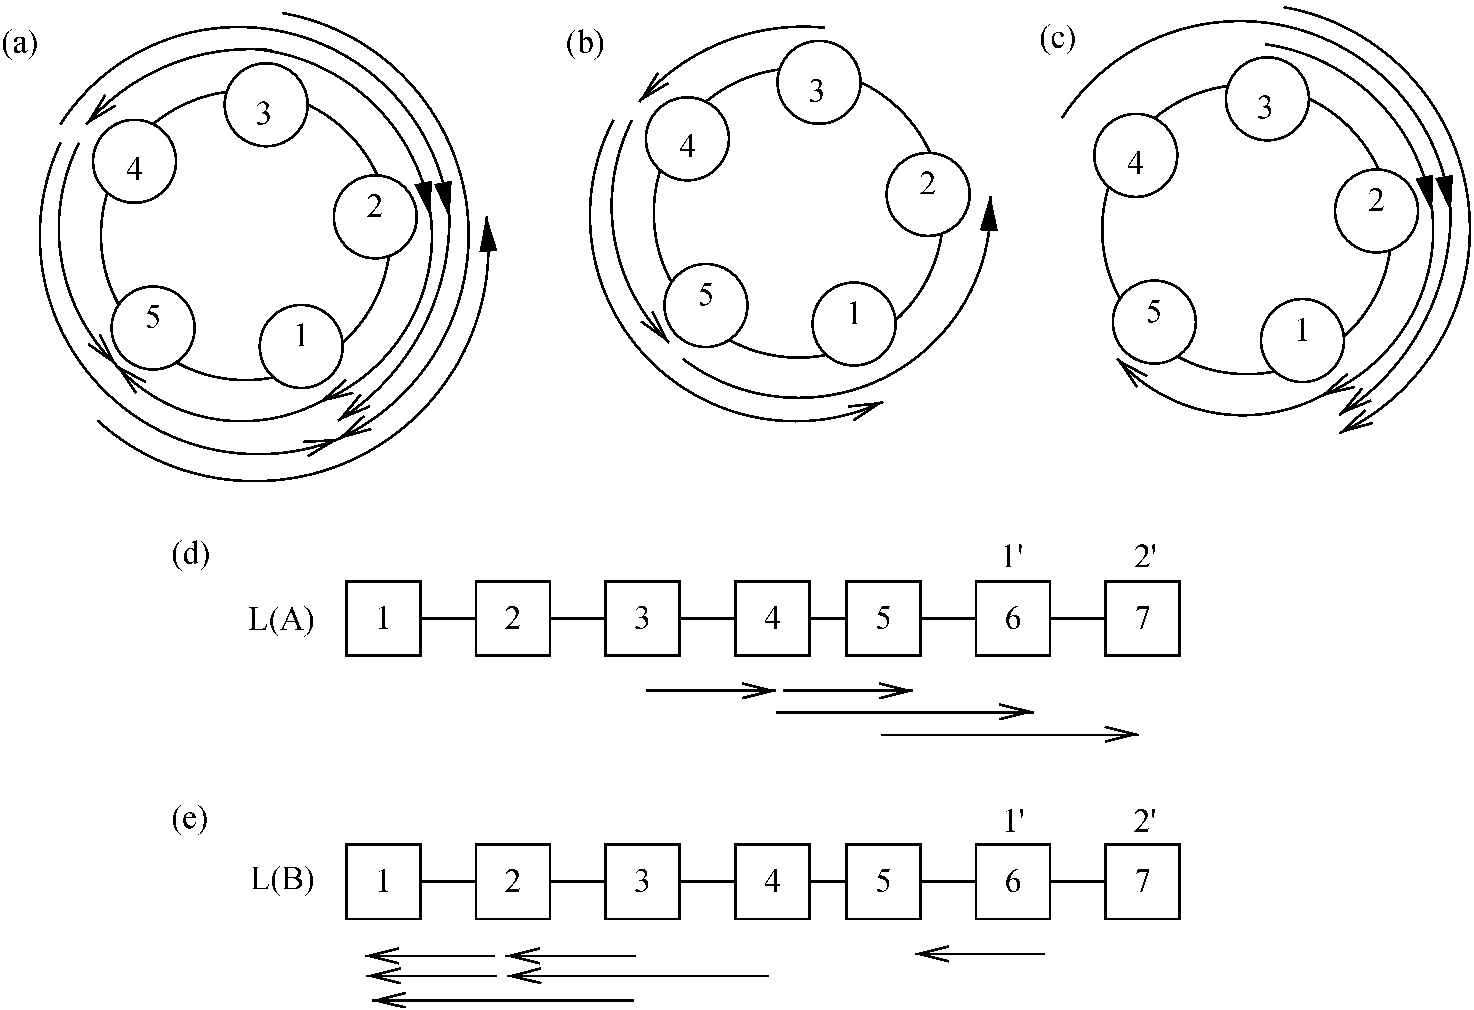 (a) (b) (c)
3 3 3
4 4 4
2 2 2
5 5 5
1 1 1
(d) 1' 2'
L(A) 1 2 3 4 5 6 7
(e) 1' 2'
L(B) 1 2 3 4 5 6 7